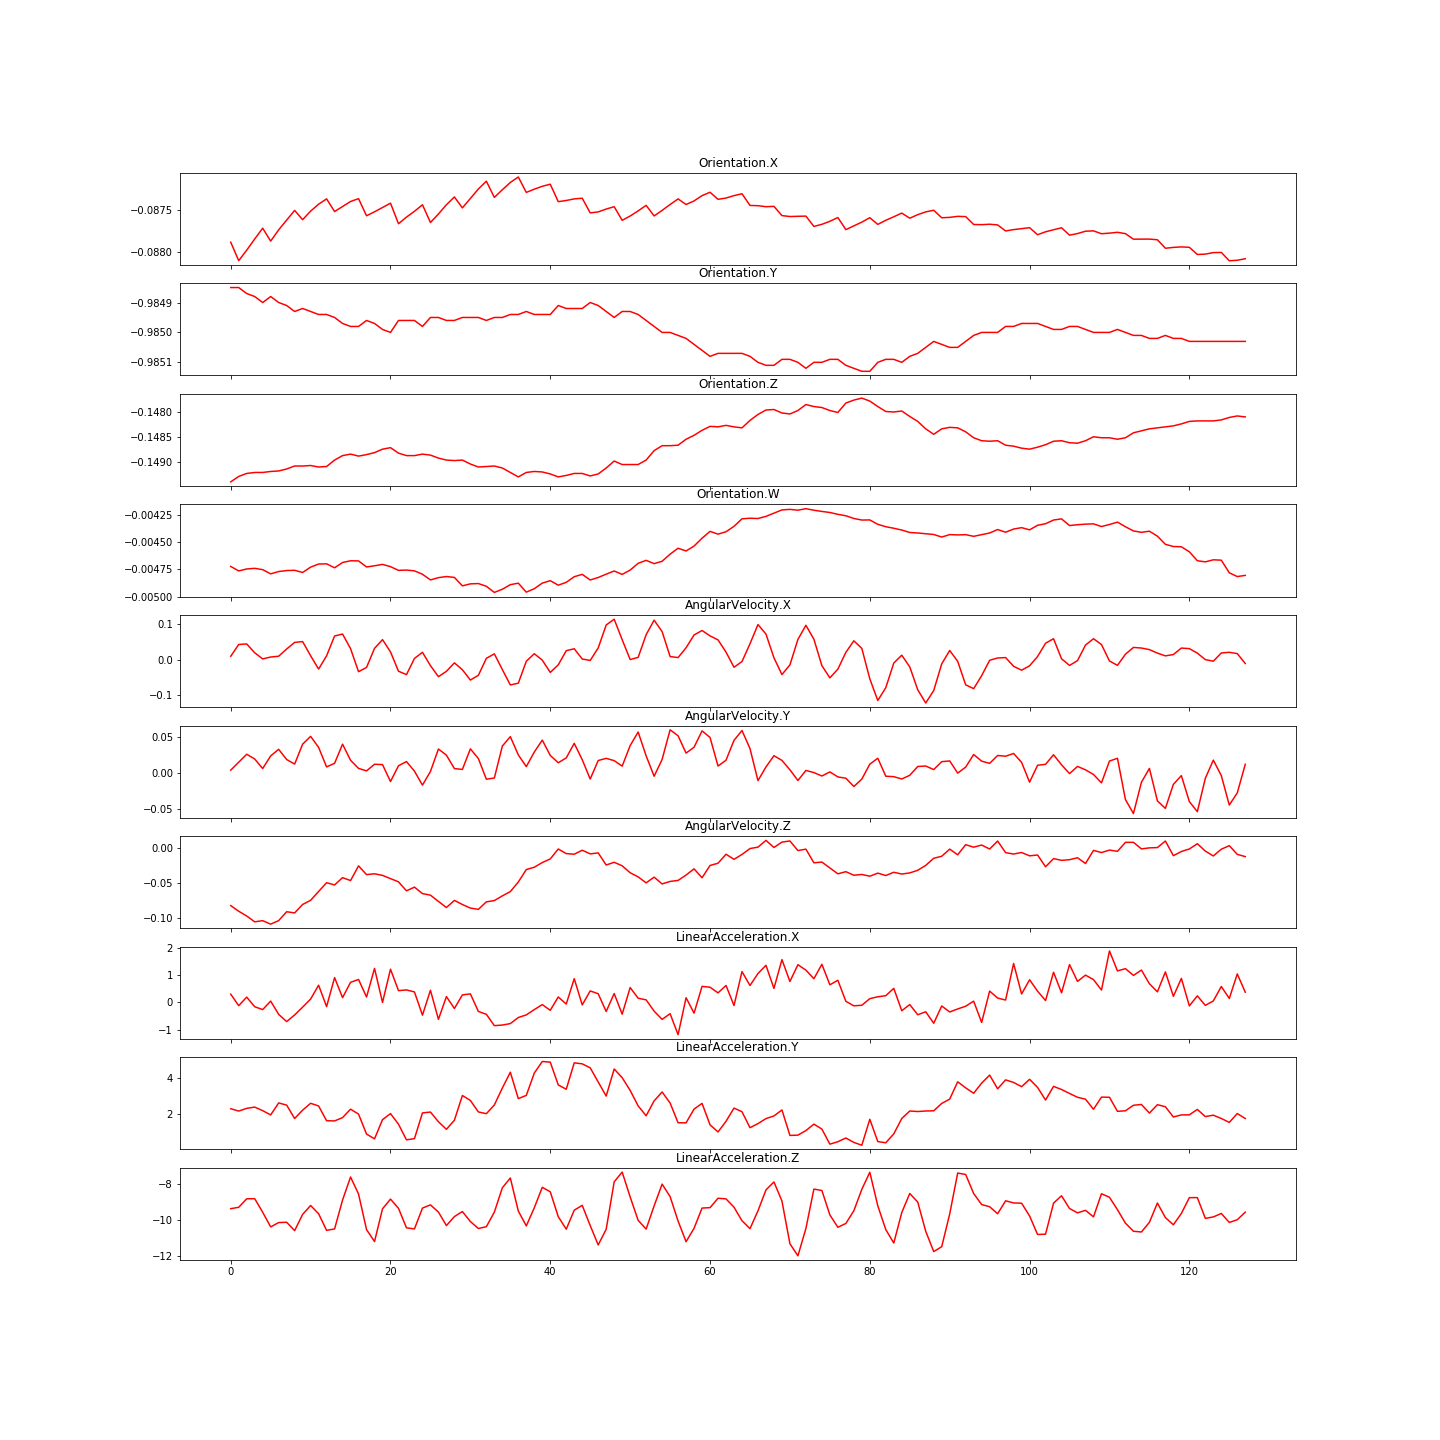 Orientation.X
−0.0875
−0.0880
Orientation.Y
−0.9849
−0.9850
−0.9851
Orientation.Z
−0.1480
−0.1485
−0.1490
Orientation.W
−0.00425
−0.00450
−0.00475
−0.00500
AngularVelocity.X
0.1
0.0
−0.1
AngularVelocity.Y
0.05
0.00
−0.05
AngularVelocity.Z
0.00
−0.05
−0.10
LinearAcceleration.X
2
1
0
−1
LinearAcceleration.Y
4
2
LinearAcceleration.Z
−8
−10
−12
0 20 40 60 80 100 120